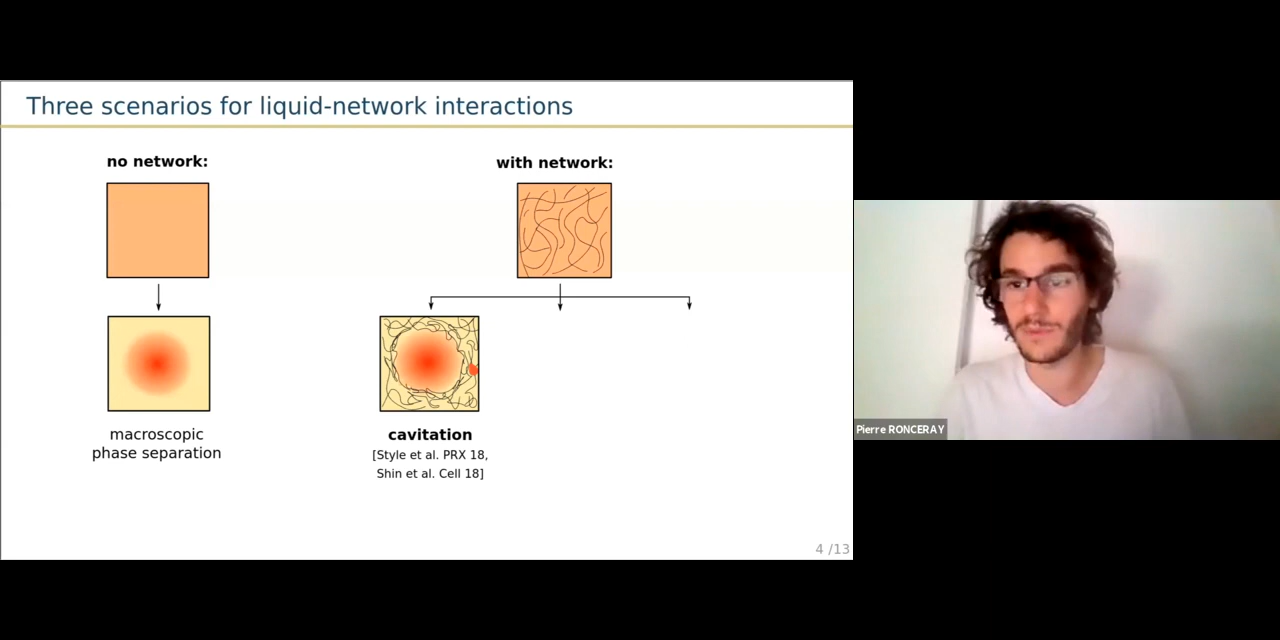 Three scenarios for liquid-network interactions
no network:
with network:
macroscopic
phase separation
cavitation
[Style et al. PRX 18,
Shin et al. Cell 18]
4 /13
Pierre RONCERAY